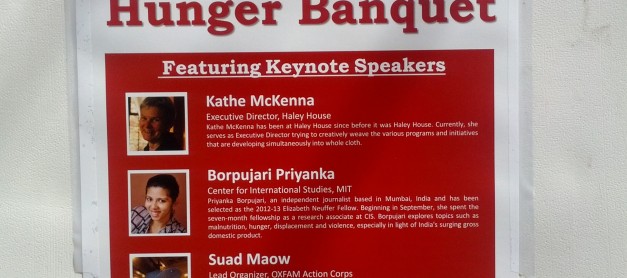 Hunger Banquet
Featuring Keynote Speakers
Kathe McKenna
Executive Director, Haley House
Kathe McKenna has been at Haley House since before it was Haley House. Currently, she
serves as Executive Director trying to creatively weave the various programs and initiatives
that are developing simultaneously into whole cloth.
Borpujari Priyanka
Center for International Studies, MIT
Priyanka Borpujari, an independent journalist based in Mumbai, India and has been
selected as the 2012-13 Elizabeth Neuffer Fellow. Beginning in September, she spent the
seven-month fellowship as a research associate at CIS. Borpujari explores topics such as
malnutrition, hunger, displacement and violence, especially in light of India's surging gross
domestic product.
Suad Maow
Lead Organizer, OXFAM Action Corps